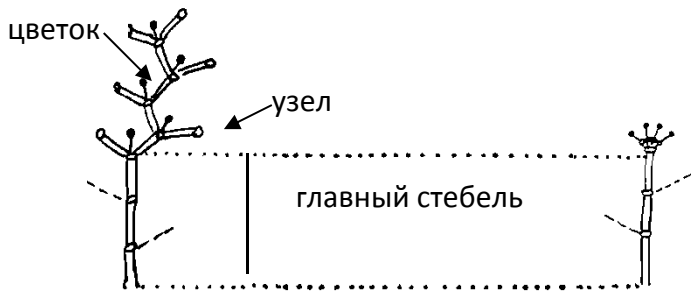 цветок
узел
главный стебель